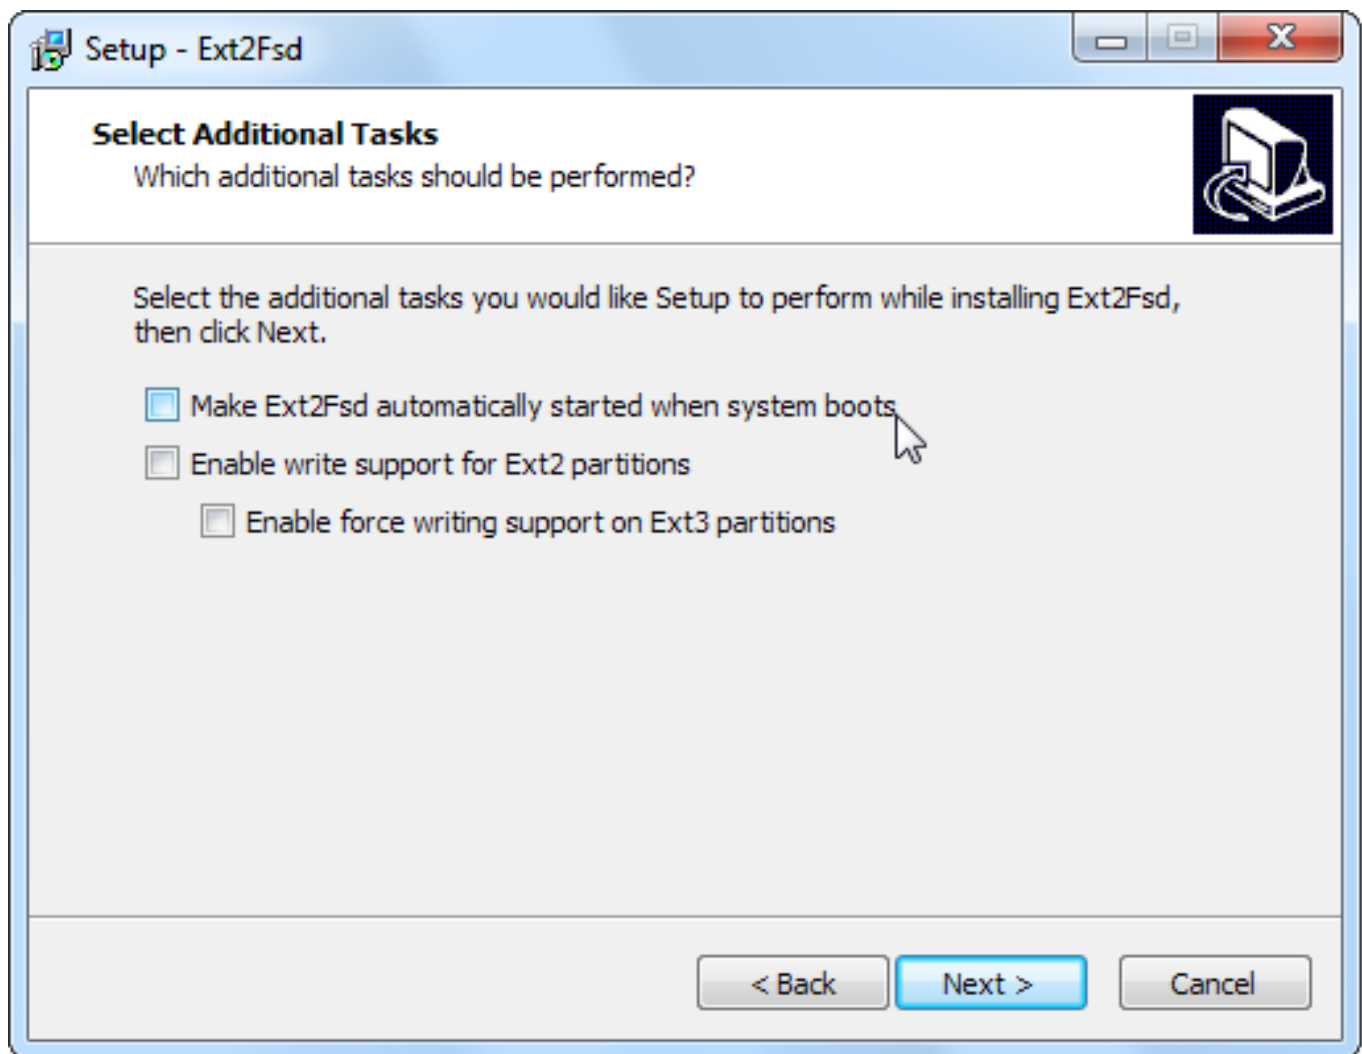 Setup - Ext2Fsd
Select Additional Tasks
Which additional tasks should be performed?
Select the additional tasks you would like Setup to perform while installing Ext2Fsd,
then click Next.
Make Ext2Fsd automatically started when system boots
Enable write support for Ext2 partitions
Enable force writing support on Ext3 partitions
< Back
Next >
Cancel